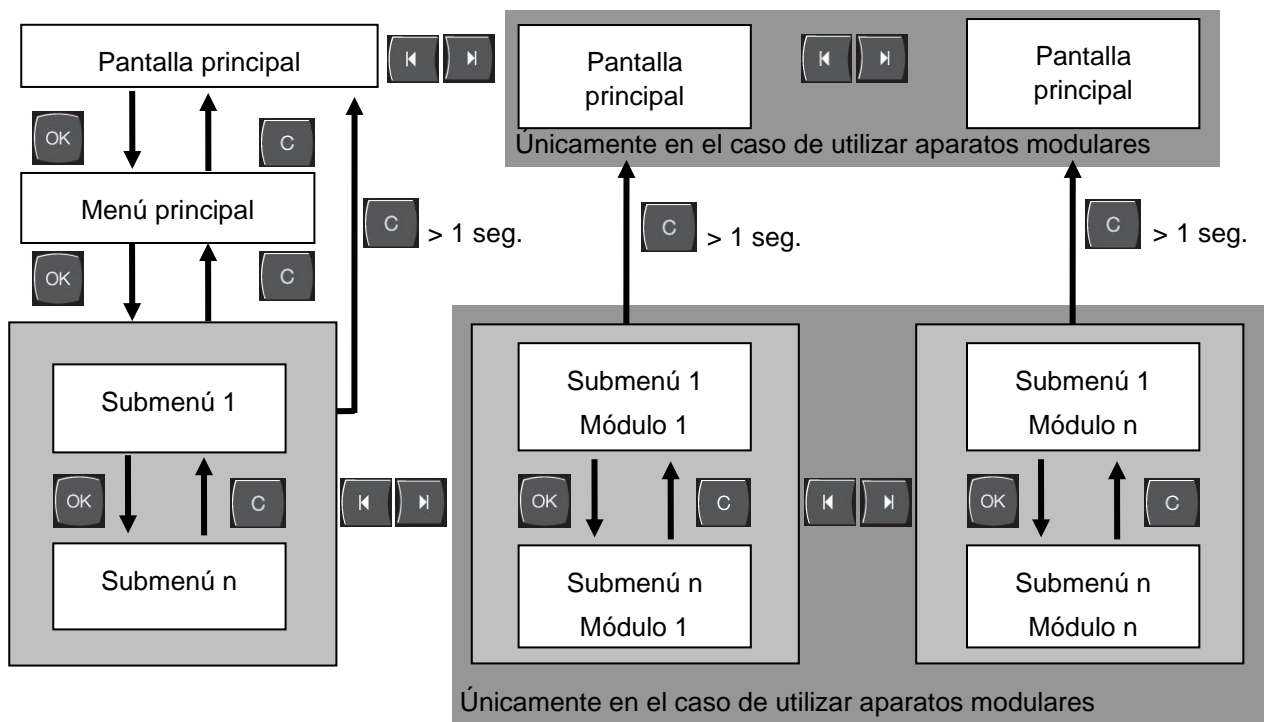 Pantalla principal
Pantalla
principal
Pantalla
principal
Únicamente en el caso de utilizar aparatos modulares
OK
C
Menú principal
OK
C
C
> 1 seg.
C
> 1 seg.
C
> 1 seg.
Submenú 1
OK
C
Submenú n
Submenú 1
Módulo 1
OK
C
Submenú n
Módulo 1
Submenú 1
Módulo n
OK
C
Submenú n
Módulo n
Únicamente en el caso de utilizar aparatos modulares